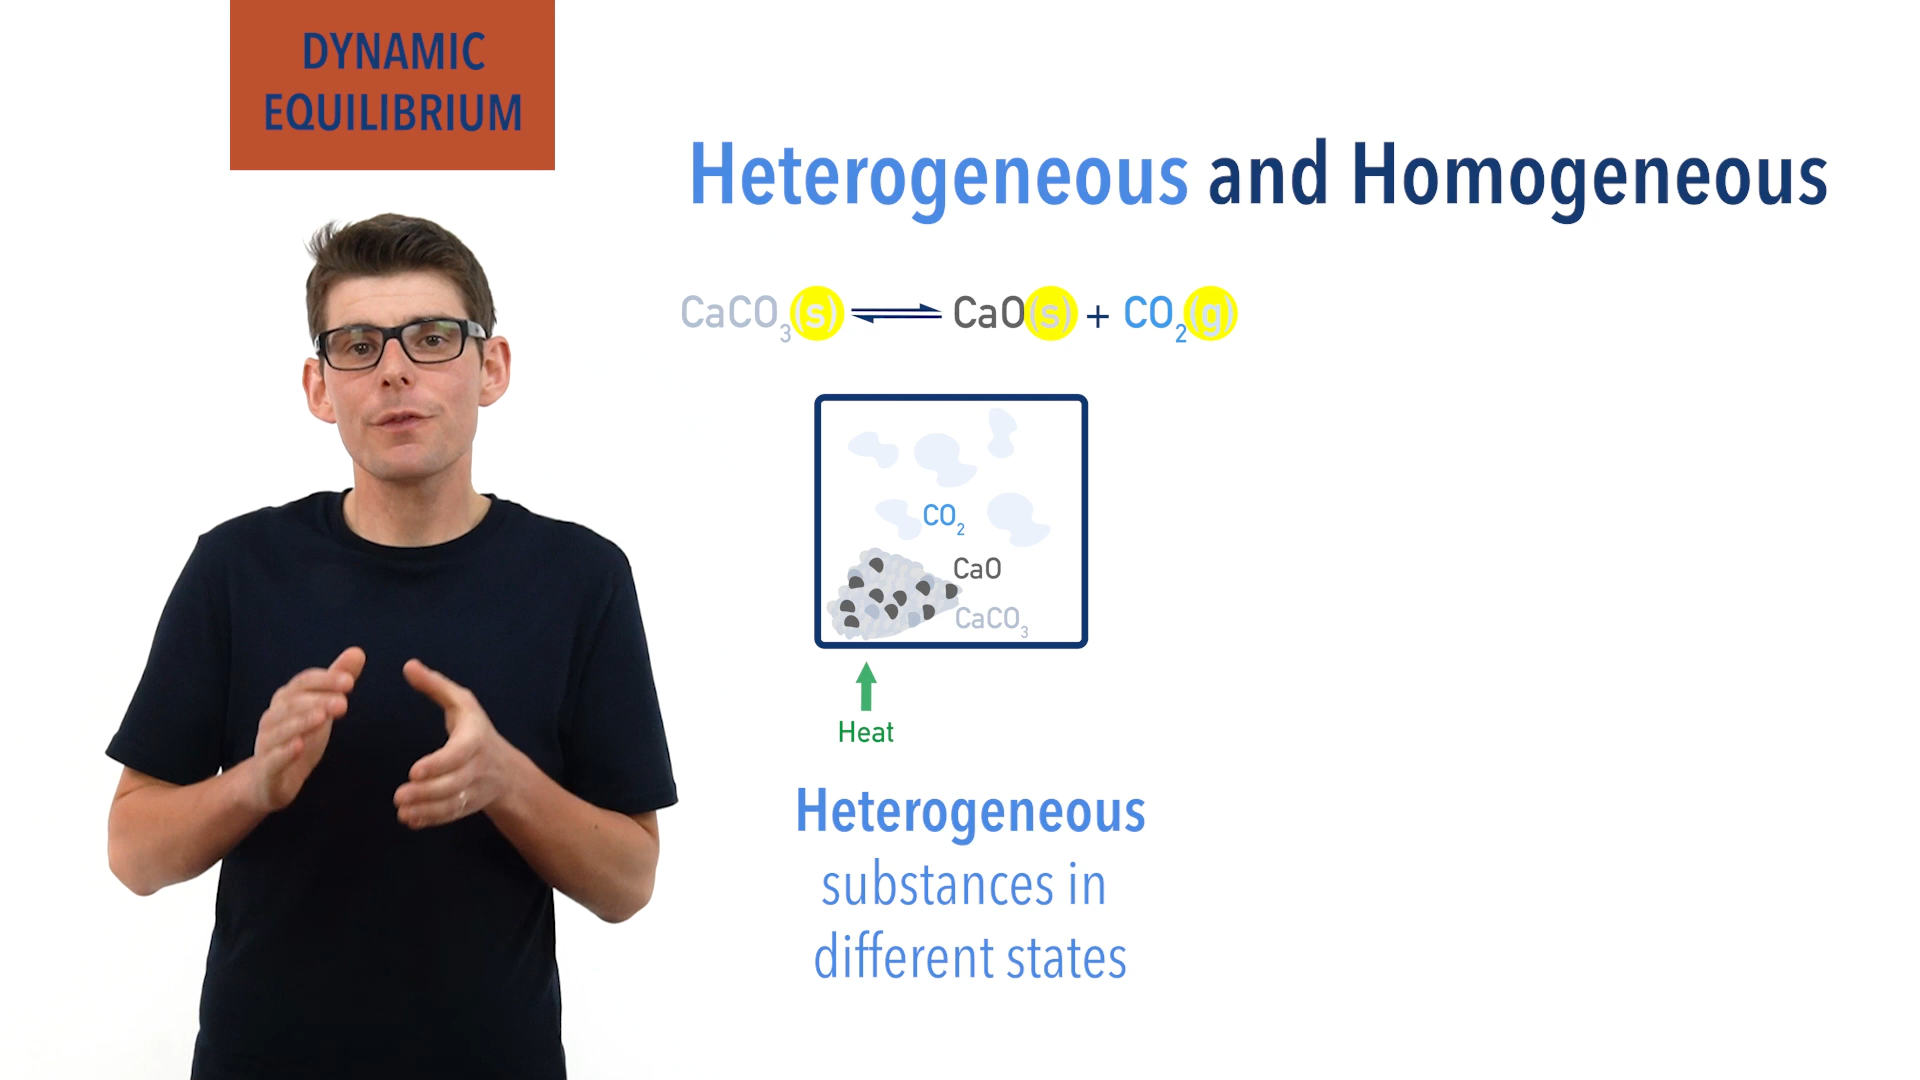 DYNAMIC
EQUILIBRIUM
Heterogeneous and Homogeneous
CaCO₃(s) ⇌ CaO(s) + CO₂(g)
CO₂
CaO
CaCO₃
Heat
Heterogeneous
substances in
different states